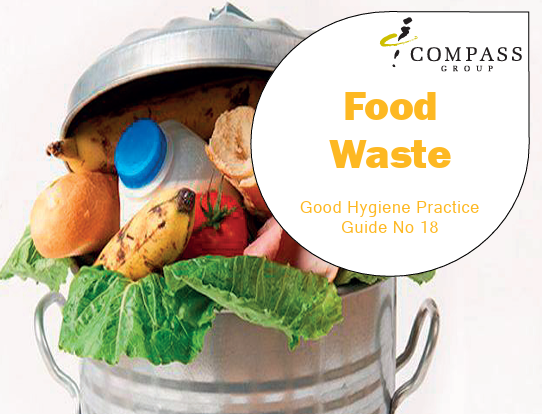 COMPASS
GROUP
Food
Waste
Good Hygiene Practice
Guide No 18